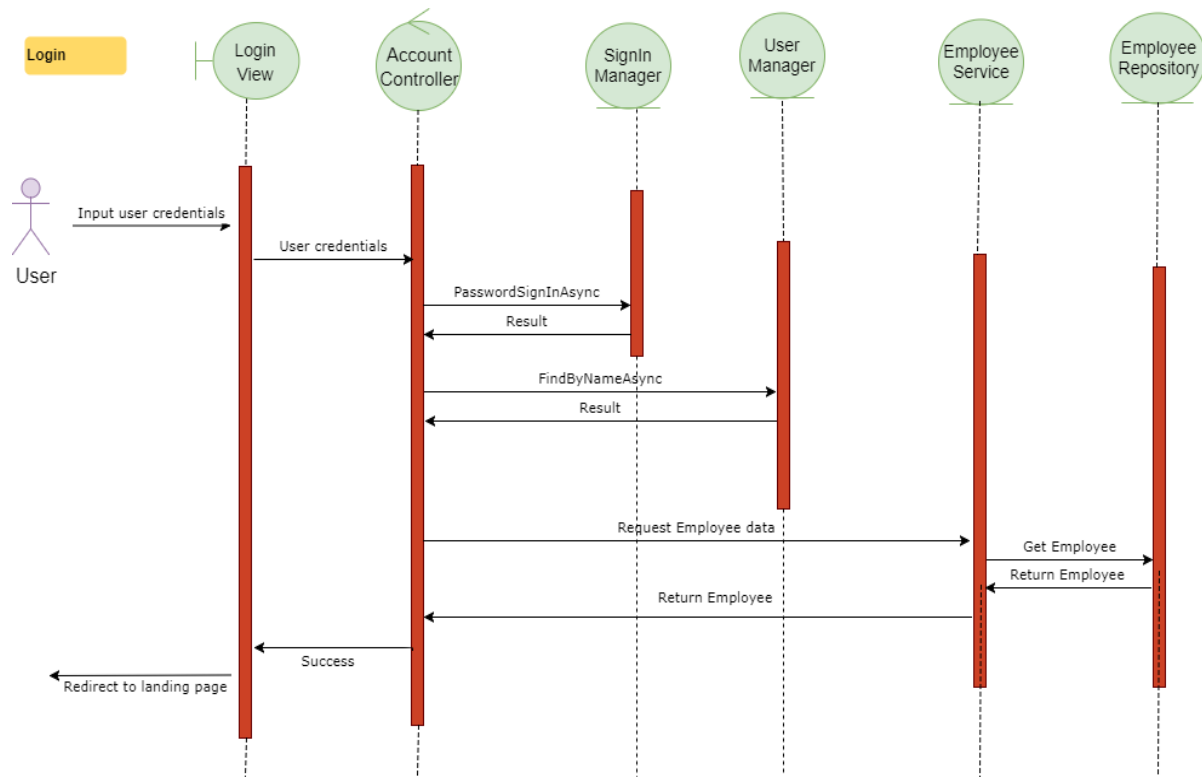 Login
Login
View
Account
Controller
SignIn
Manager
User
Manager
Employee
Service
Employee
Repository
Input user credentials
User
User credentials
PasswordSignInAsync
Result
FindByNameAsync
Result
Request Employee data
Get Employee
Return Employee
Return Employee
Success
Redirect to landing page